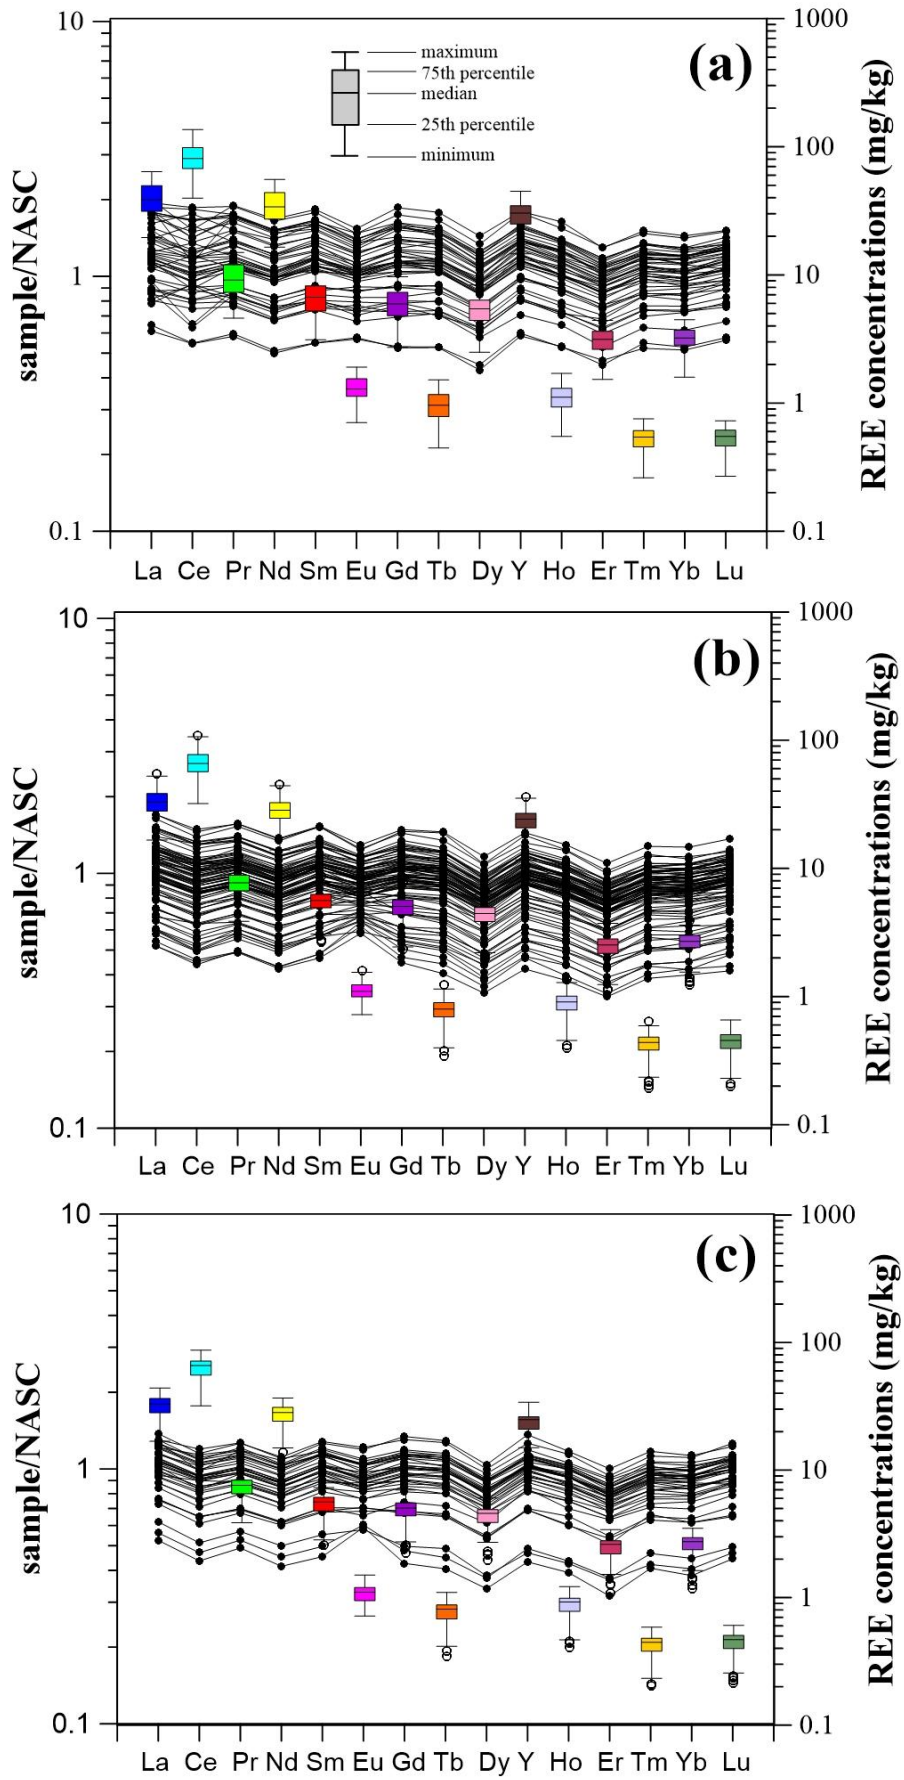 10
1
0.1
sample/NASC
maximum
75th percentile
median
25th percentile
minimum
(a)
1000
100
10
1
0.1
REE concentrations (mg/kg)
La Ce Pr Nd Sm Eu Gd Tb Dy Y Ho Er Tm Yb Lu
10
1
0.1
sample/NASC
(b)
1000
100
10
1
0.1
REE concentrations (mg/kg)
La Ce Pr Nd Sm Eu Gd Tb Dy Y Ho Er Tm Yb Lu
10
1
0.1
sample/NASC
(c)
1000
100
10
1
0.1
REE concentrations (mg/kg)
La Ce Pr Nd Sm Eu Gd Tb Dy Y Ho Er Tm Yb Lu